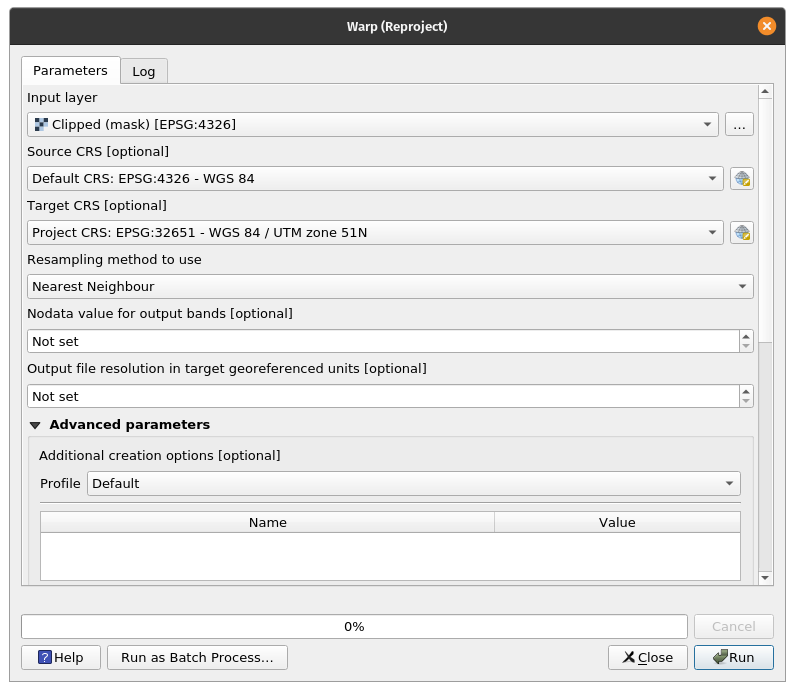 Warp (Reproject)
Parameters
Log
Input layer
Clipped (mask) [EPSG:4326]
...
Source CRS [optional]
Default CRS: EPSG:4326 - WGS 84
Target CRS [optional]
Project CRS: EPSG:32651 - WGS 84 / UTM zone 51N
Resampling method to use
Nearest Neighbour
Nodata value for output bands [optional]
Not set
Output file resolution in target georeferenced units [optional]
Not set
Advanced parameters
Additional creation options [optional]
Profile Default
Name Value
0%
Cancel
Help
Run as Batch Process...
Close
Run